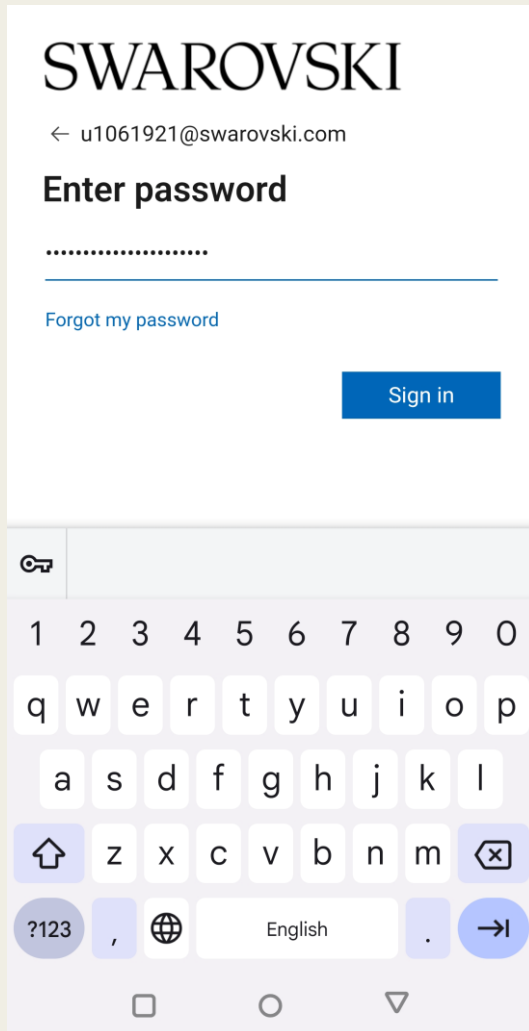 SWAROVSKI
← u1061921@swarovski.com
Enter password
......................
Forgot my password
Sign in
1 2 3 4 5 6 7 8 9 0
q w e r t y u i o p
a s d f g h j k l
z x c v b n m
?123 , English .